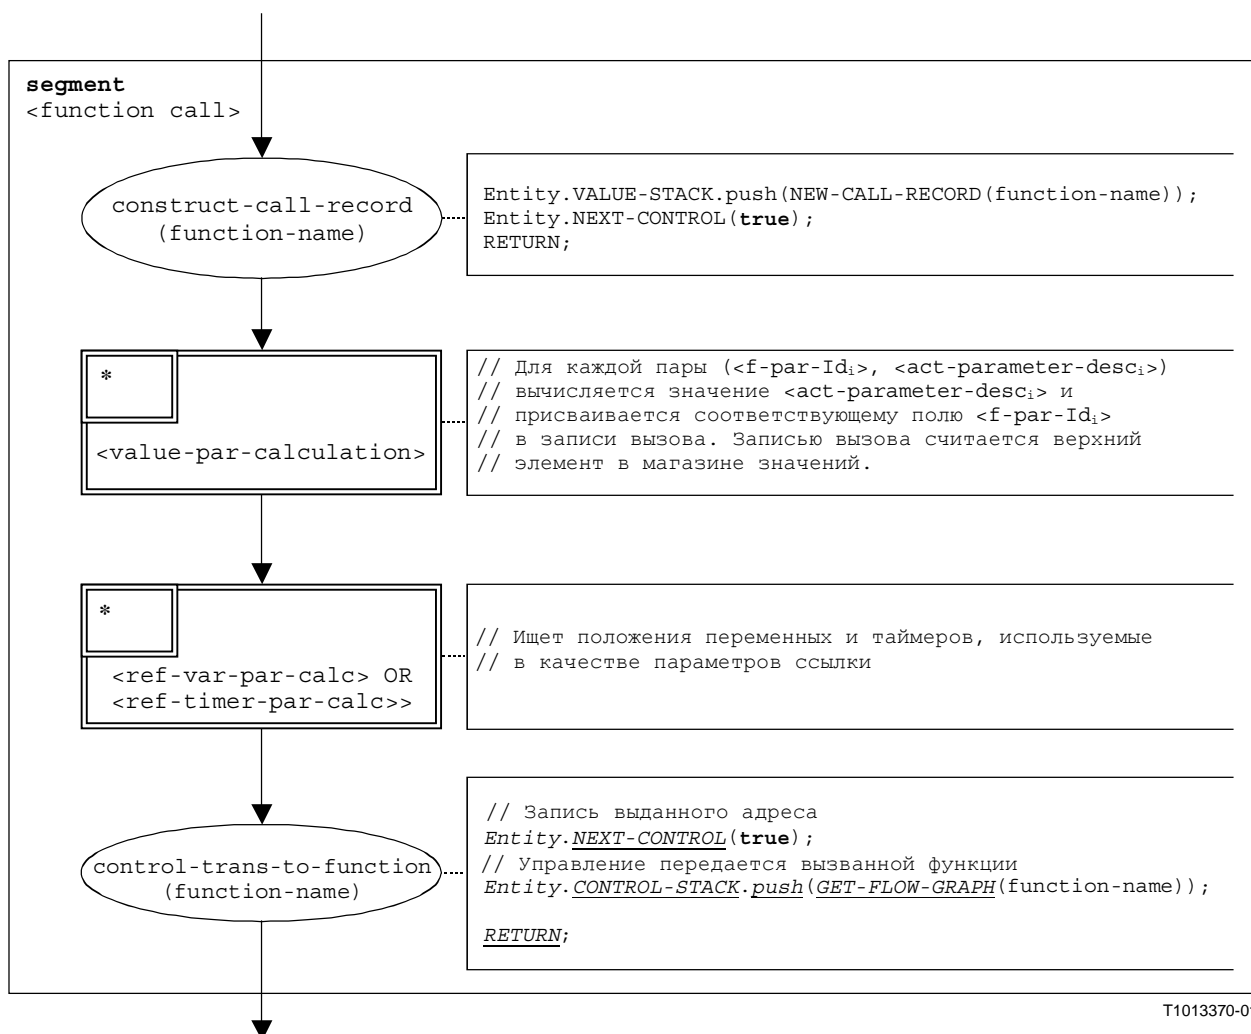 segment
<function call>
construct-call-record
(function-name)
Entity.VALUE-STACK.push(NEW-CALL-RECORD(function-name));
Entity.NEXT-CONTROL(true);
RETURN;
*
<value-par-calculation>
// Для каждой пары (<f-par-Idᵢ>, <act-parameter-descᵢ>)
// вычисляется значение <act-parameter-descᵢ> и
// присваивается соответствующему полю <f-par-Idᵢ>
// в записи вызова. Записью вызова считается верхний
// элемент в магазине значений.
*
<ref-var-par-calc> OR
<ref-timer-par-calc>>
// Ищет положения переменных и таймеров, используемые
// в качестве параметров ссылки
control-trans-to-function
(function-name)
// Запись выданного адреса
Entity.NEXT-CONTROL(true);
// Управление передается вызванной функции
Entity.CONTROL-STACK.push(GET-FLOW-GRAPH(function-name));
RETURN;
T1013370-01